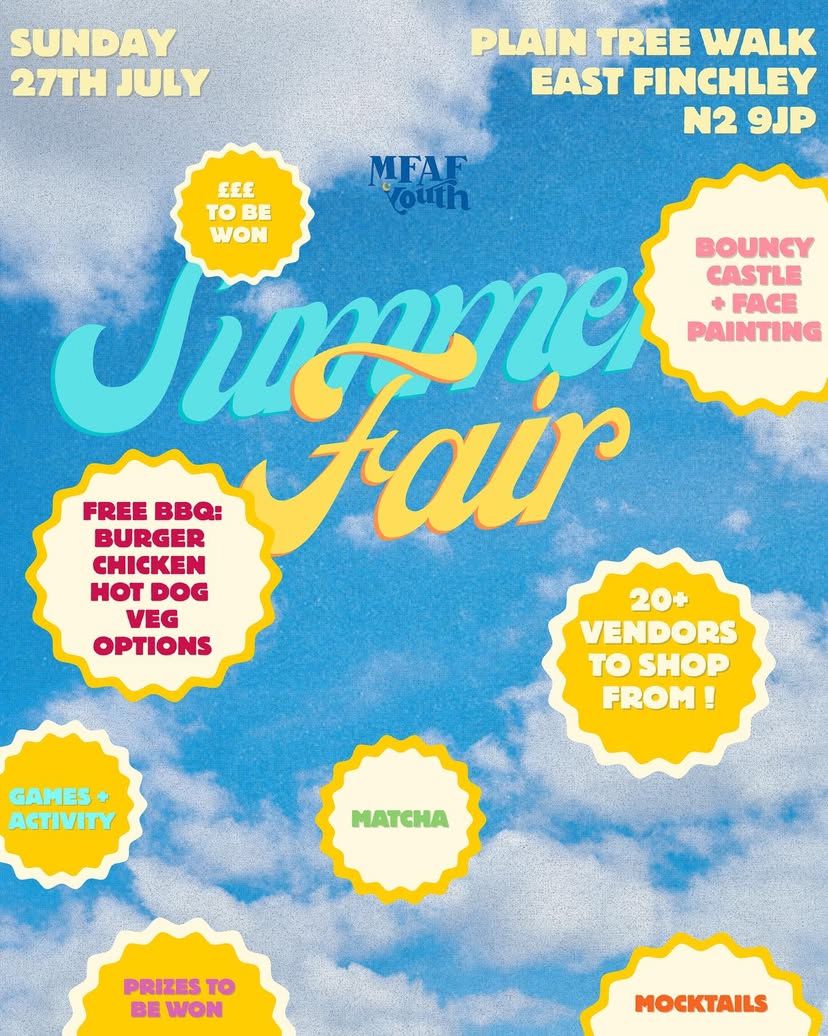 SUNDAY
27TH JULY
PLAIN TREE WALK
EAST FINCHLEY
N2 9JP
£££
TO BE
WON
MFAF
Youth
BOUNCY
CASTLE
+ FACE
PAINTING
Summer
Fair
FREE BBQ:
BURGER
CHICKEN
HOT DOG
VEG
OPTIONS
20+
VENDORS
TO SHOP
FROM !
GAMES +
ACTIVITY
MATCHA
PRIZES TO
BE WON
MOCKTAILS